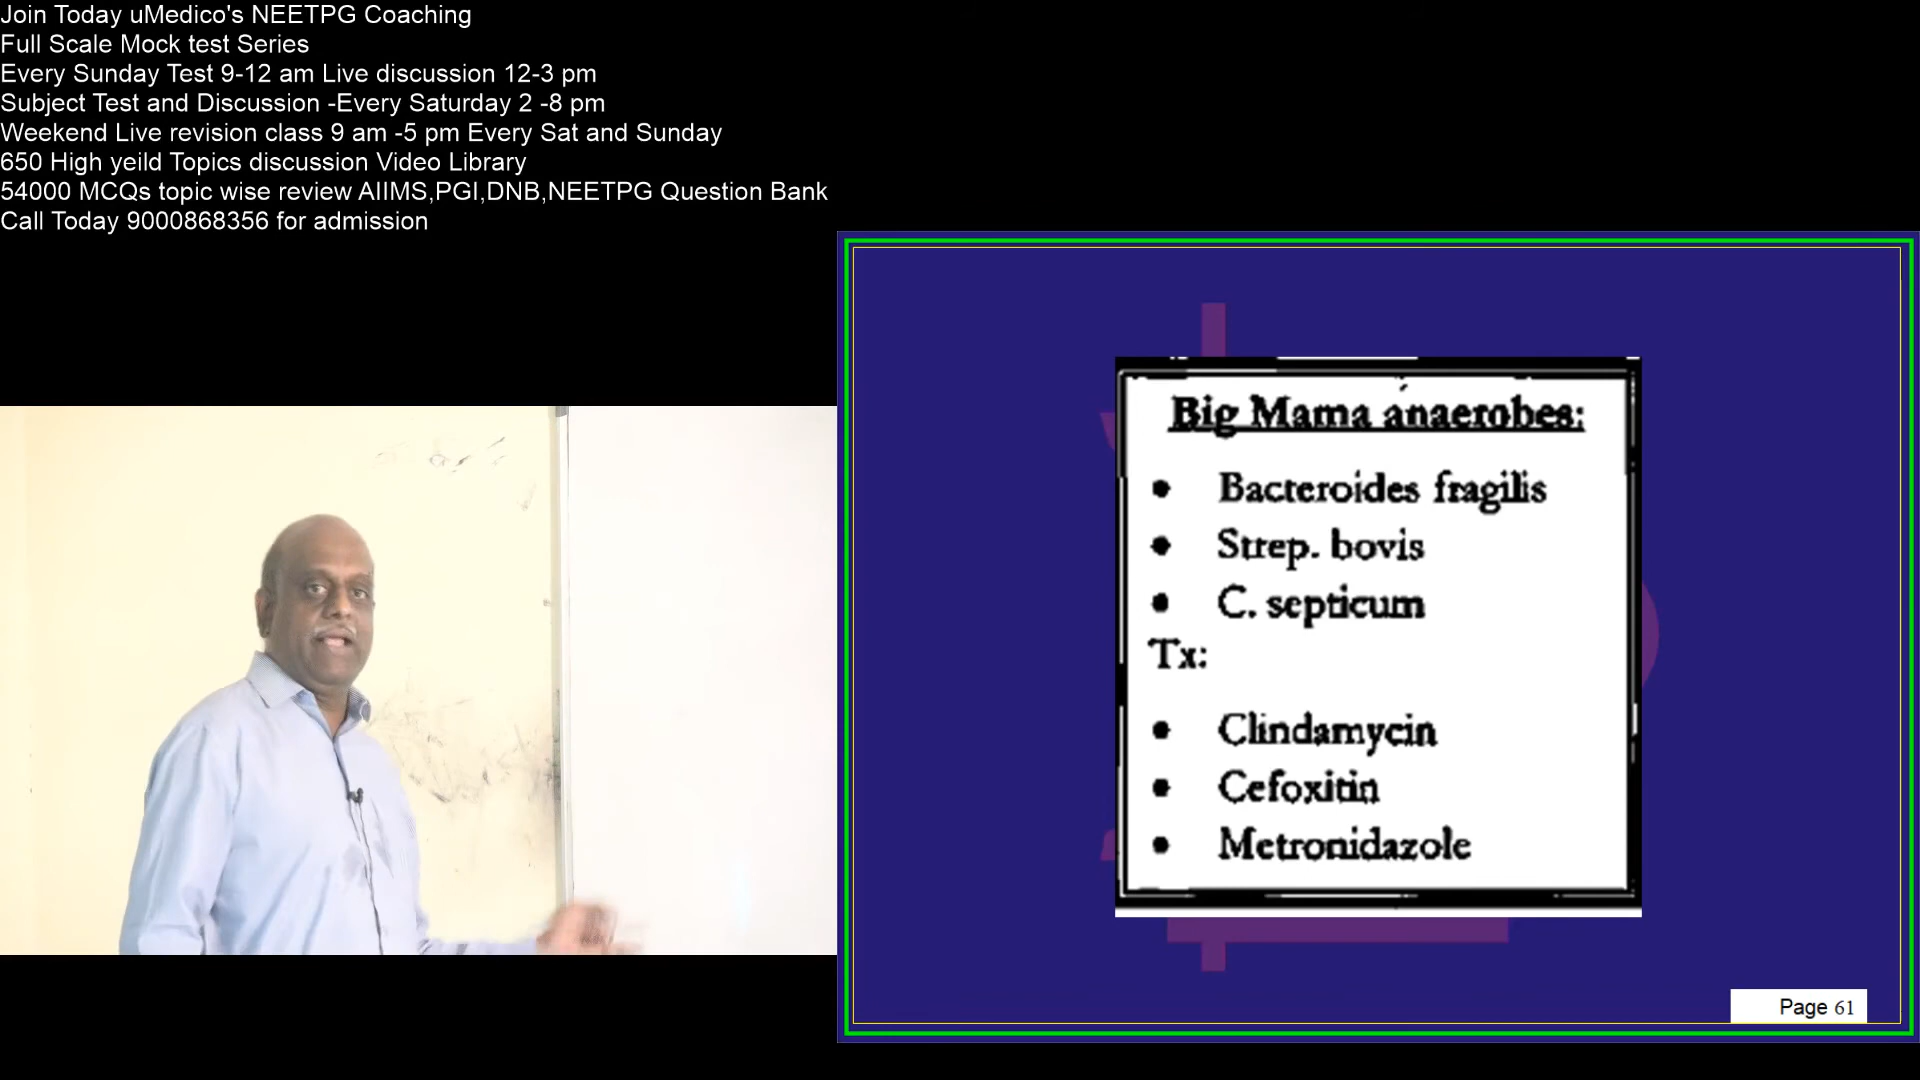 Join Today uMedico's NEETPG Coaching
Full Scale Mock test Series
Every Sunday Test 9-12 am Live discussion 12-3 pm
Subject Test and Discussion -Every Saturday 2 -8 pm
Weekend Live revision class 9 am -5 pm Every Sat and Sunday
650 High yeild Topics discussion Video Library
54000 MCQs topic wise review AIIMS,PGI,DNB,NEETPG Question Bank
Call Today 9000868356 for admission
Big Mama anaerobes:
• Bacteroides fragilis
• Strep. bovis
• C. septicum
Tx:
• Clindamycin
• Cefoxitin
• Metronidazole
Page 61